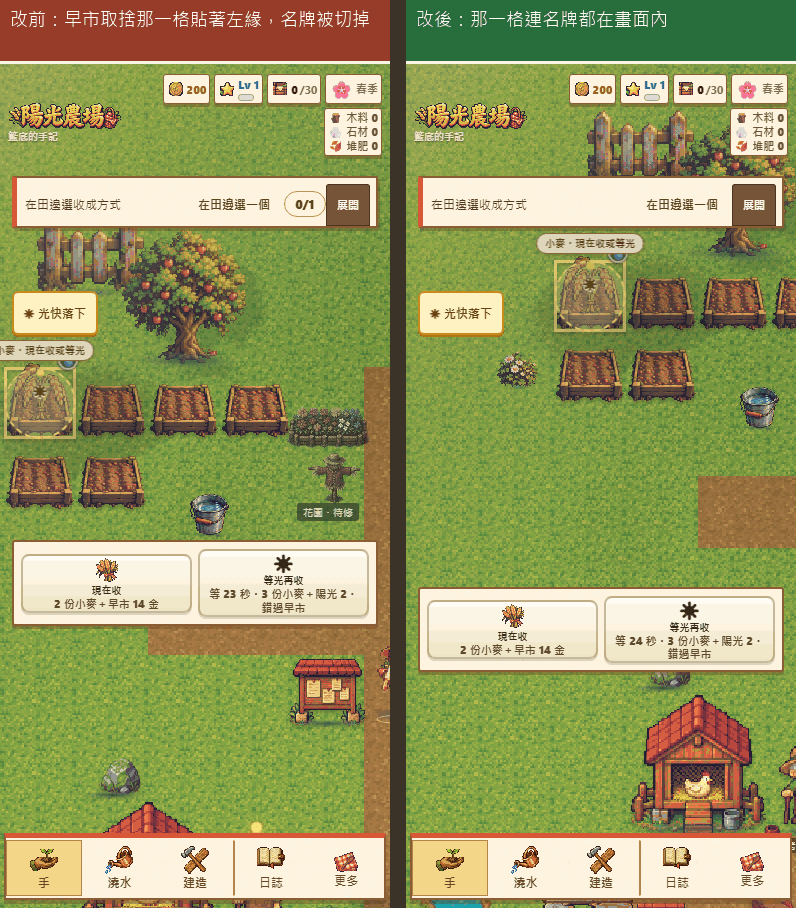 改前：早市取捨那一格貼著左緣，名牌被切掉
200
Lv 1
0/30
春季
陽光農場
籃底的手記
木料 0
石材 0
堆肥 0
在田邊選收成方式
在田邊選一個
0/1
展開
光快落下
小麥・現在收或等光
花圃・待修
現在收
2 份小麥＋早市 14 金
等光再收
等 23 秒・3 份小麥＋陽光 2・
錯過早市
手
澆水
建造
日誌
更多
改後：那一格連名牌都在畫面內
200
Lv 1
0/30
春季
陽光農場
籃底的手記
木料 0
石材 0
堆肥 0
在田邊選收成方式
在田邊選一個
展開
小麥・現在收或等光
光快落下
現在收
2 份小麥＋早市 14 金
等光再收
等 24 秒・3 份小麥＋陽光 2・
錯過早市
手
澆水
建造
日誌
更多